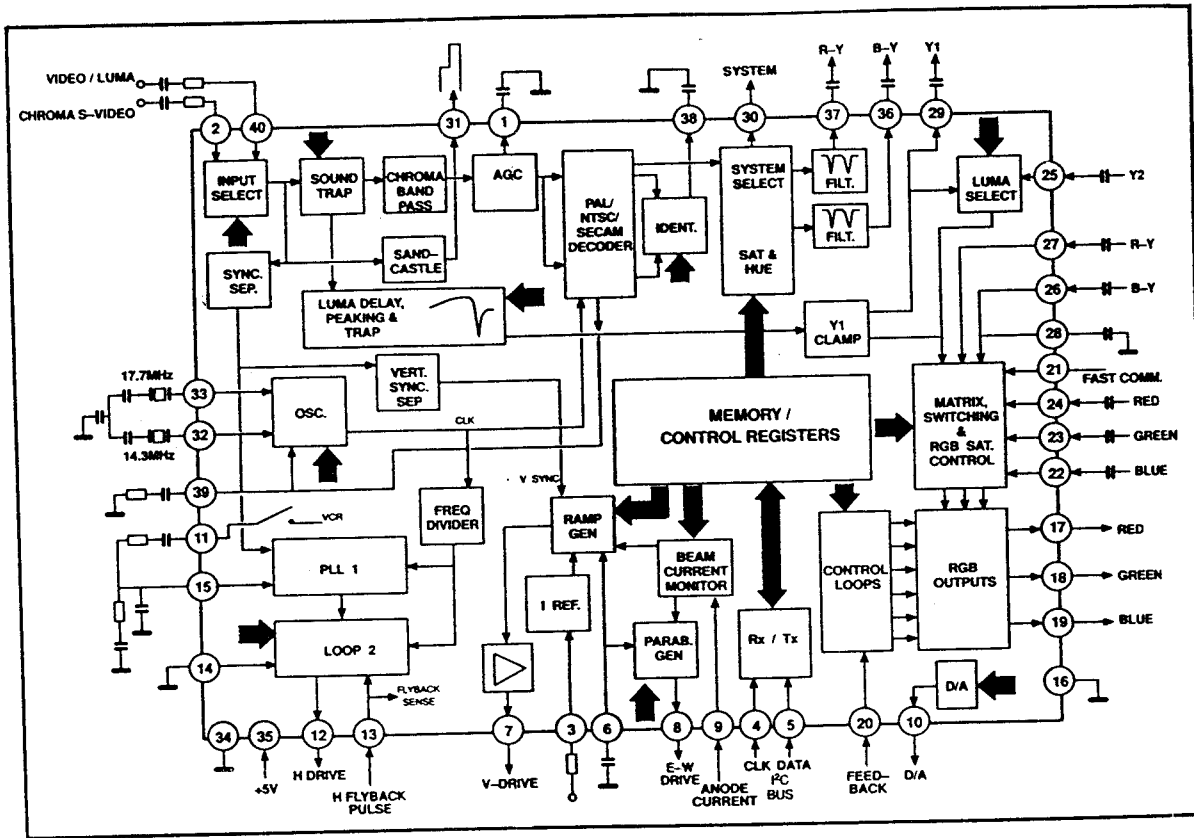 R-Y
B-Y
Y1
VIDEO / LUMA
SYSTEM
CHROMA S-VIDEO
2
40
31
1
38
30
37
36
29
INPUT
SELECT
SOUND
TRAP
CHROMA
BAND
PASS
AGC
PAL/
NTSC/
SECAM
DECODER
IDENT.
SYSTEM
SELECT
SAT &
HUE
FILT.
FILT.
LUMA
SELECT
25
Y2
27
R-Y
26
B-Y
28
SYNC.
SEP.
SAND-
CASTLE
LUMA DELAY,
PEAKING &
TRAP
Y1
CLAMP
VERT.
SYNC.
SEP
17.7MHz
33
OSC.
32
14.3MHz
CLK
MEMORY /
CONTROL REGISTERS
MATRIX,
SWITCHING
&
RGB SAT.
CONTROL
21
FAST COMM.
24
RED
23
GREEN
22
BLUE
39
V SYNC
FREQ
DIVIDER
RAMP
GEN
VCR
11
PLL 1
15
BEAM
CURRENT
MONITOR
CONTROL
LOOPS
RGB
OUTPUTS
17
RED
18
GREEN
19
BLUE
I REF.
LOOP 2
14
PARAB.
GEN
Rx / Tx
D/A
16
FLYBACK
SENSE
34
35
12
13
7
3
6
8
9
4
5
20
10
+5V
H DRIVE
H FLYBACK
PULSE
V-DRIVE
E-W
DRIVE
ANODE
CURRENT
CLK DATA
I²C
BUS
FEED-
BACK
D/A